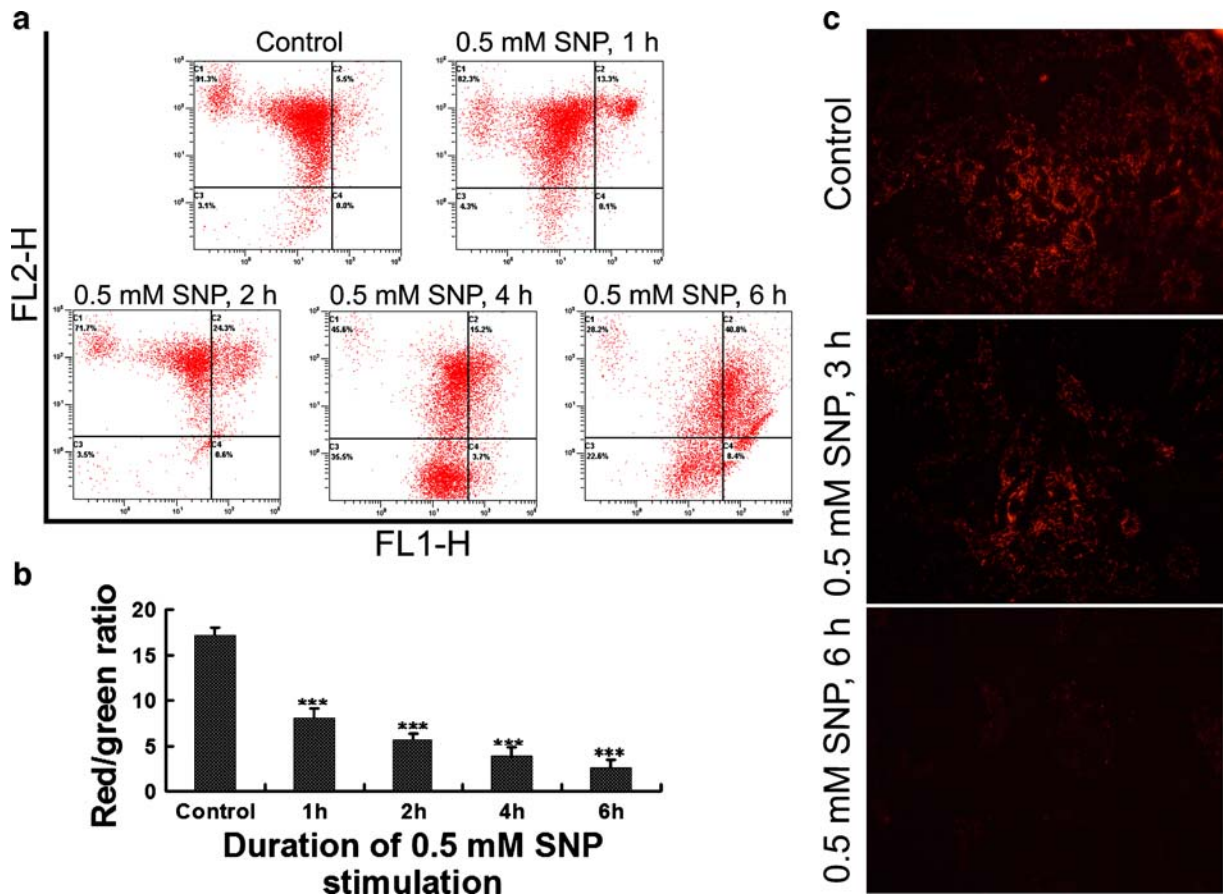 a
Control
0.5 mM SNP, 1 h
C1
91.3%
C2
5.5%
C3
3.1%
C4
0.0%
C1
82.3%
C2
13.3%
C3
4.3%
C4
0.1%
FL2-H
0.5 mM SNP, 2 h
0.5 mM SNP, 4 h
0.5 mM SNP, 6 h
C1
71.7%
C2
24.3%
C3
3.5%
C4
0.6%
C1
45.6%
C2
15.2%
C3
35.5%
C4
3.7%
C1
28.2%
C2
40.8%
C3
22.6%
C4
8.4%
FL1-H
b
Red/green ratio
20
15
10
5
0
***
***
***
***
Control 1h 2h 4h 6h
Duration of 0.5 mM SNP
stimulation
c
Control
0.5 mM SNP, 3 h
0.5 mM SNP, 6 h